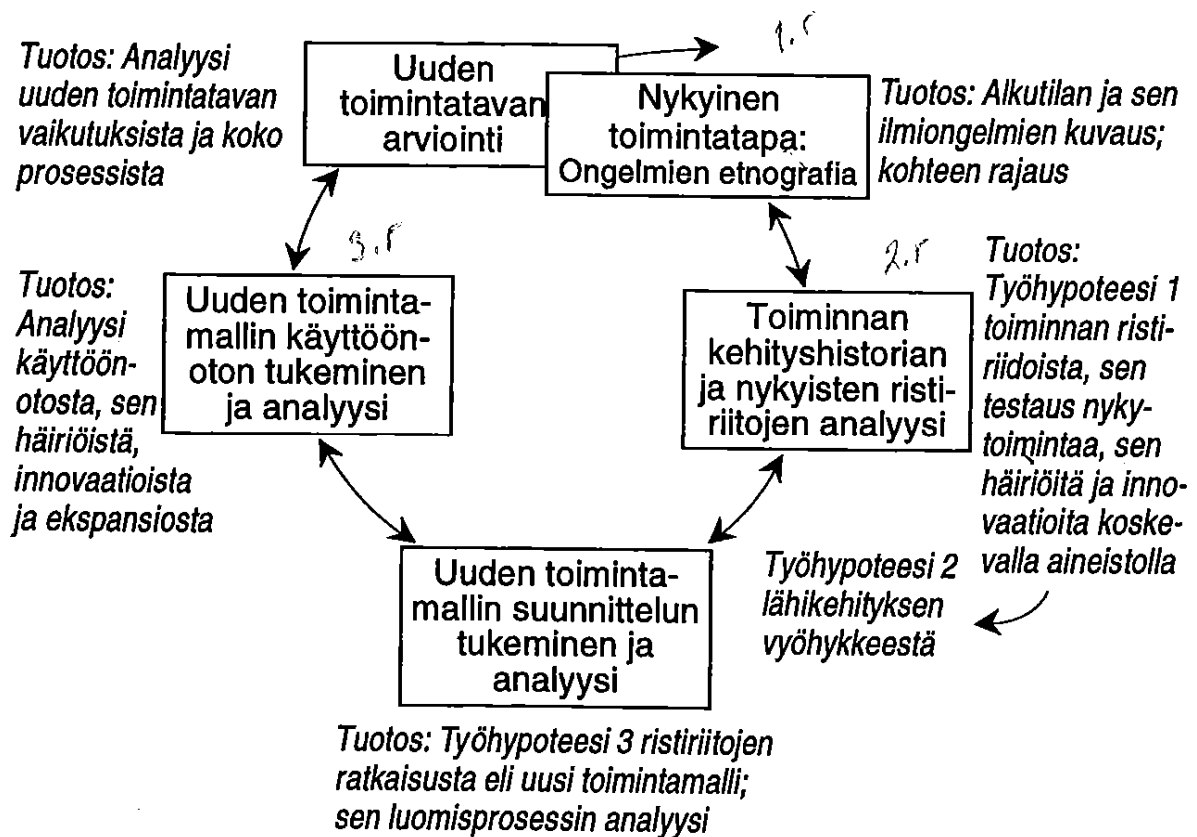 Tuotos: Analyysi
uuden toimintatavan
vaikutuksista ja koko
prosessista
Uuden
toimintatavan
arviointi
1.r
Nykyinen
toimintatapa:
Ongelmien etnografia
Tuotos: Alkutilan ja sen
ilmiongelmien kuvaus;
kohteen rajaus
3.r
2.r
Tuotos:
Analyysi
käyttöön-
otosta, sen
häiriöistä,
innovaatioista
ja ekspansiosta
Uuden toiminta-
mallin käyttöön-
oton tukeminen
ja analyysi
Toiminnan
kehityshistorian
ja nykyisten risti-
riitojen analyysi
Tuotos:
Työhypoteesi 1
toiminnan risti-
riidoista, sen
testaus nyky-
toimintaa, sen
häiriöitä ja inno-
vaatioita koske-
valla aineistolla
Uuden toiminta-
mallin suunnittelun
tukeminen ja
analyysi
Työhypoteesi 2
lähikehityksen
vyöhykkeestä
Tuotos: Työhypoteesi 3 ristiriitojen
ratkaisusta eli uusi toimintamalli;
sen luomisprosessin analyysi